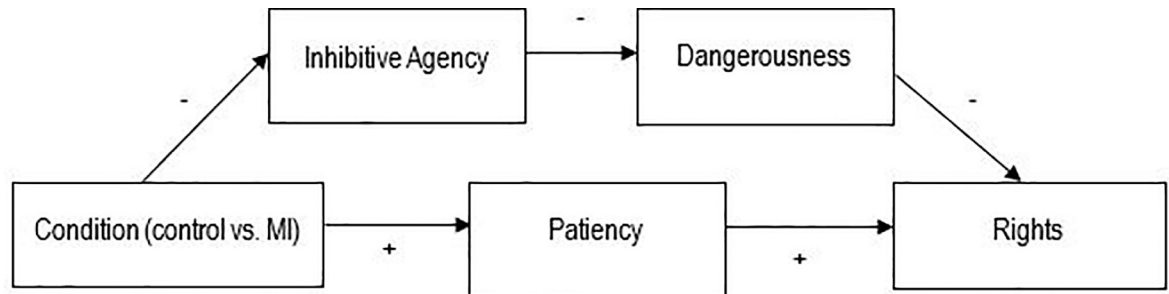 -
Inhibitive Agency
Dangerousness
-
-
Condition (control vs. MI)
Patiency
Rights
+
+